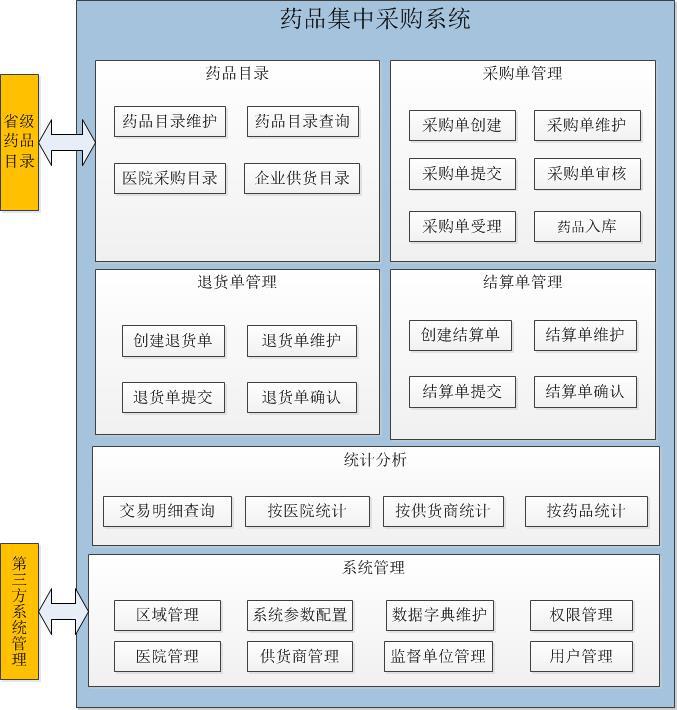 药品集中采购系统
省级
药品
目录
药品目录
药品目录维护
药品目录查询
医院采购目录
企业供货目录
采购单管理
采购单创建
采购单维护
采购单提交
采购单审核
采购单受理
药品入库
退货单管理
创建退货单
退货单维护
退货单提交
退货单确认
结算单管理
创建结算单
结算单维护
结算单提交
结算单确认
统计分析
交易明细查询
按医院统计
按供货商统计
按药品统计
第三方系统管理
系统管理
区域管理
系统参数配置
数据字典维护
权限管理
医院管理
供货商管理
监督单位管理
用户管理